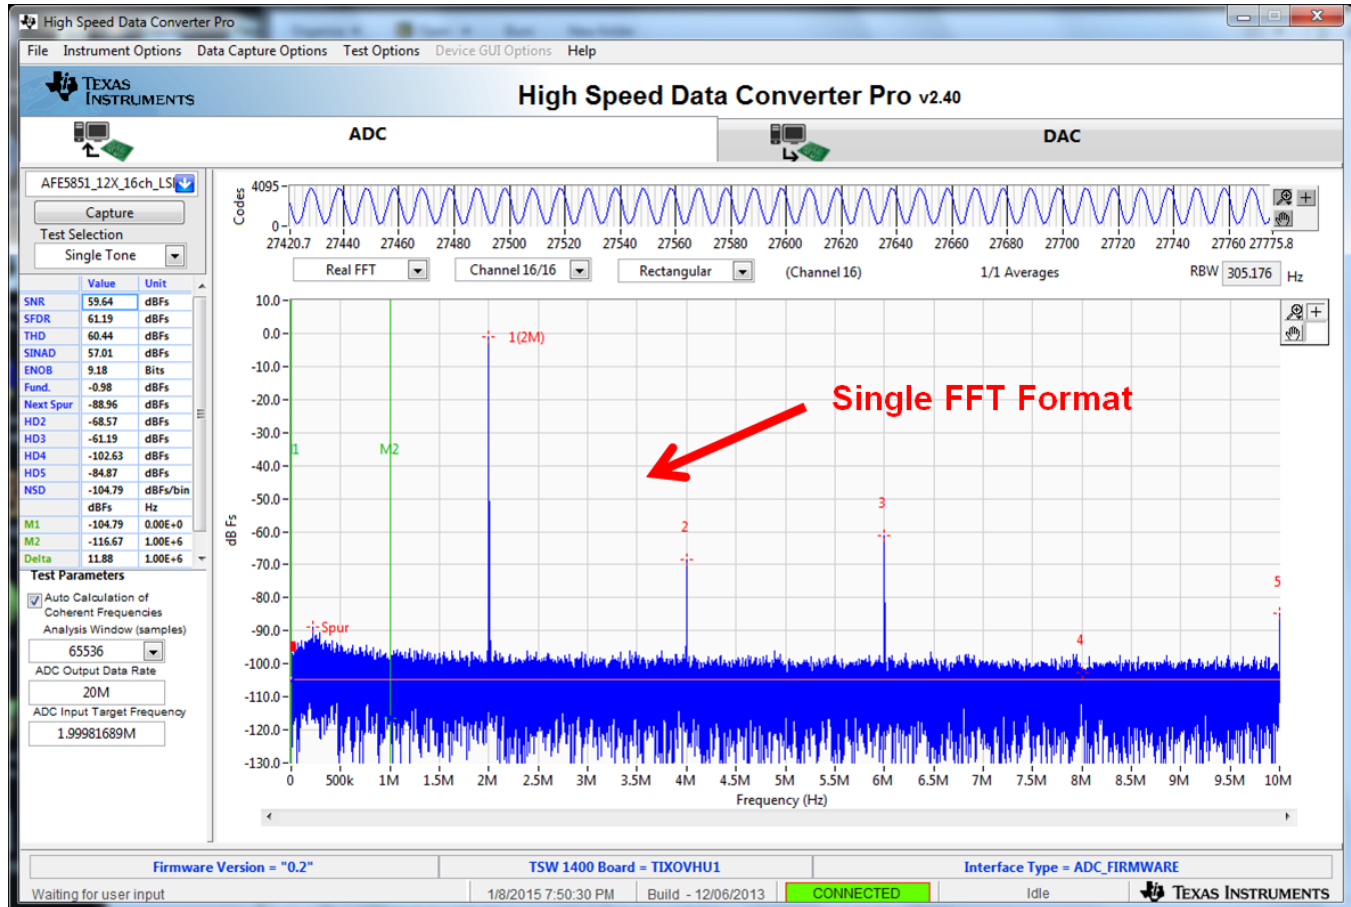 High Speed Data Converter Pro
File Instrument Options Data Capture Options Test Options Device GUI Options Help
TEXAS INSTRUMENTS
High Speed Data Converter Pro v2.40
ADC
DAC
AFE5851_12X_16ch_LS
Capture
Test Selection
Single Tone
Value Unit
SNR 59.64 dBFs
SFDR 61.19 dBFs
THD 60.44 dBFs
SINAD 57.01 dBFs
ENOB 9.18 Bits
Fund. -0.98 dBFs
Next Spur -88.96 dBFs
HD2 -68.57 dBFs
HD3 -61.19 dBFs
HD4 -102.63 dBFs
HD5 -84.87 dBFs
NSD -104.79 dBFs/bin
dBFs Hz
M1 -104.79 0.00E+0
M2 -116.67 1.00E+6
Delta 11.88 1.00E+6
Test Parameters
Auto Calculation of
Coherent Frequencies
Analysis Window (samples)
65536
ADC Output Data Rate
20M
ADC Input Target Frequency
1.99981689M
Codes
4095
0
27420.7 27440 27460 27480 27500 27520 27540 27560 27580 27600 27620 27640 27660 27680 27700 27720 27740 27760 27775.8
Real FFT Channel 16/16 Rectangular (Channel 16) 1/1 Averages RBW 305.176 Hz
10.0
0.0
-10.0
-20.0
-30.0
-40.0
-50.0
-60.0
-70.0
-80.0
-90.0
-100.0
-110.0
-120.0
-130.0
dB Fs
1(2M)
Single FFT Format
1
M2
3
2
5
Spur
4
0 500k 1M 1.5M 2M 2.5M 3M 3.5M 4M 4.5M 5M 5.5M 6M 6.5M 7M 7.5M 8M 8.5M 9M 9.5M 10M
Frequency (Hz)
Firmware Version = "0.2" TSW 1400 Board = TIXOVHU1 Interface Type = ADC_FIRMWARE
Waiting for user input 1/8/2015 7:50:30 PM Build - 12/06/2013 CONNECTED Idle TEXAS INSTRUMENTS